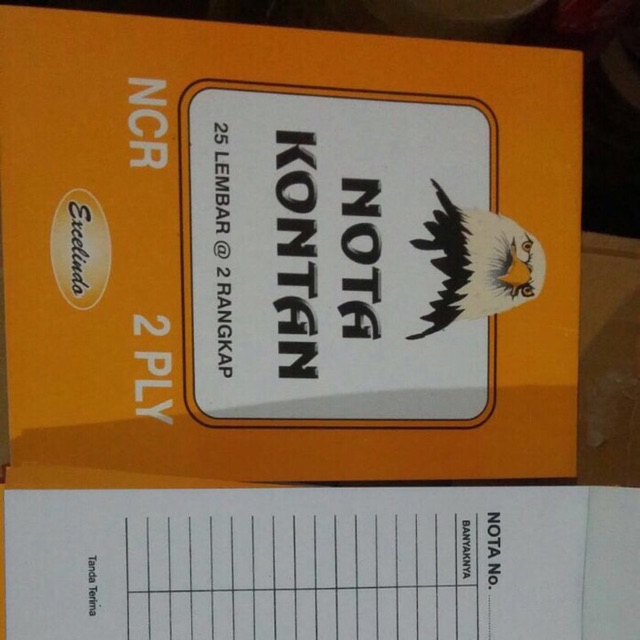 NOTA
KONTAN
25 LEMBAR @ 2 RANGKAP
NCR
2 PLY
Excelindo
NOTA No.
BANYAKNYA
Tanda Terima